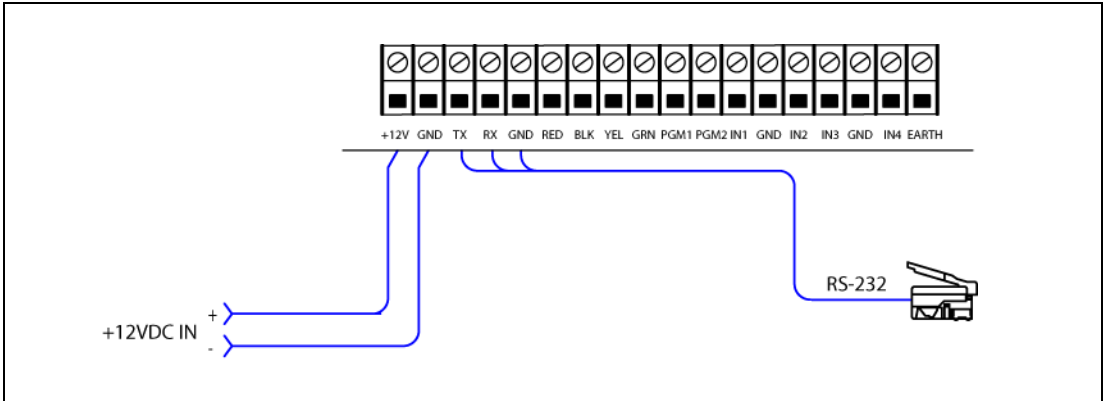 +12V GND TX RX GND RED BLK YEL GRN PGM1 PGM2 IN1 GND IN2 IN3 GND IN4 EARTH
RS-232
+
+12VDC IN
-